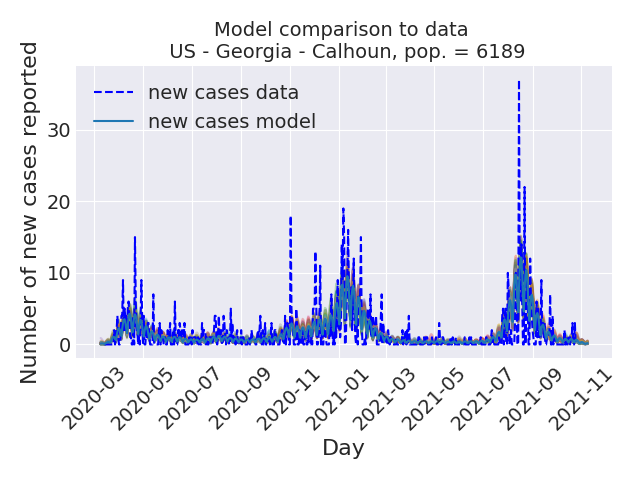 Model comparison to data
US - Georgia - Calhoun, pop. = 6189
Number of new cases reported
new cases data
new cases model
30
20
10
0
2020-03
2020-05
2020-07
2020-09
2020-11
2021-01
2021-03
2021-05
2021-07
2021-09
2021-11
Day